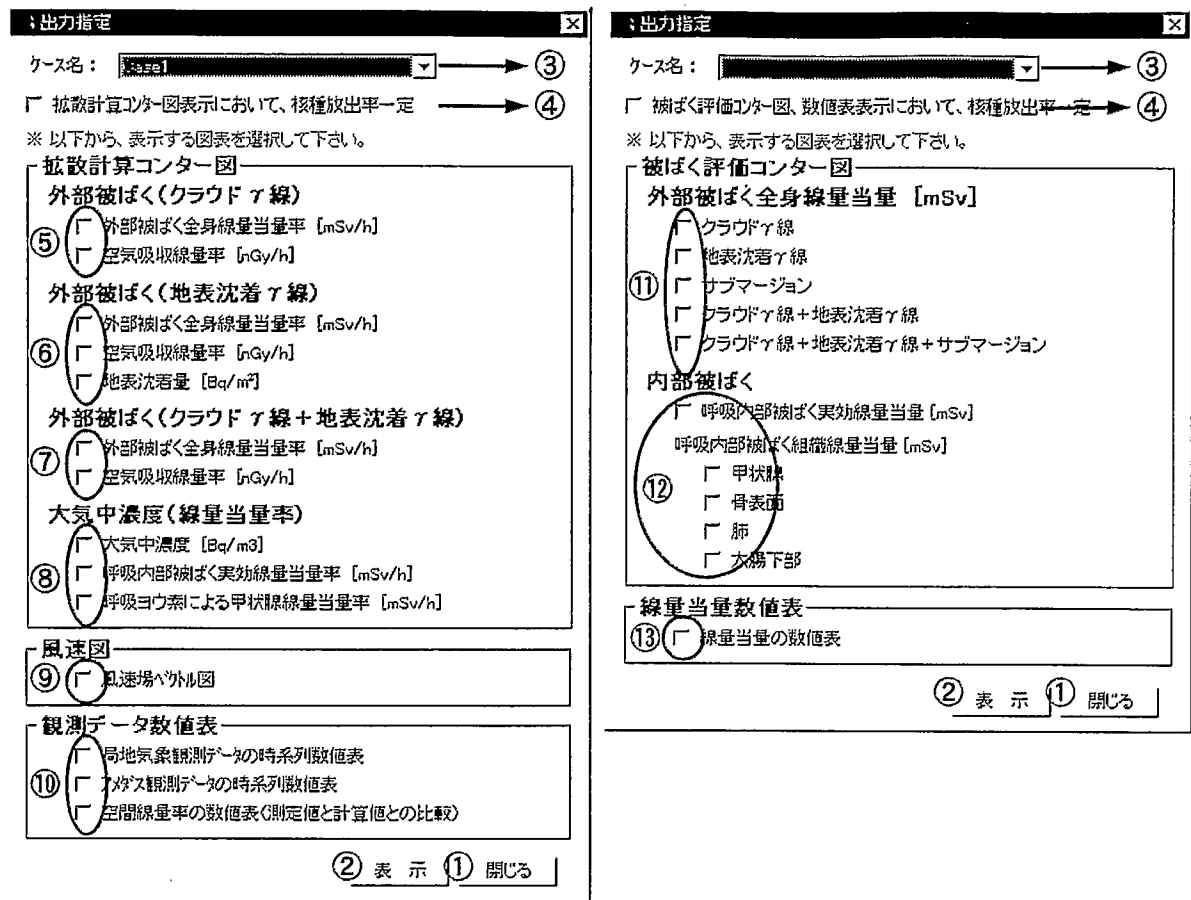 出力指定
ケース名： case1 ③
拡散計算コンター図表示において、核種放出率一定 ④
※ 以下から、表示する図表を選択して下さい。
拡散計算コンター図
外部被ばく(クラウドγ線)
⑤
外部被ばく全身線量当量率 [mSv/h]
空気吸収線量率 [nGy/h]
外部被ばく(地表沈着γ線)
⑥
外部被ばく全身線量当量率 [mSv/h]
空気吸収線量率 [nGy/h]
地表沈着量 [Bq/m²]
外部被ばく(クラウドγ線＋地表沈着γ線)
⑦
外部被ばく全身線量当量率 [mSv/h]
空気吸収線量率 [nGy/h]
大気中濃度(線量当量率)
⑧
大気中濃度 [Bq/m3]
呼吸内部被ばく実効線量当量率 [mSv/h]
呼吸ヨウ素による甲状腺線量当量率 [mSv/h]
風速図
⑨ 風速場ベクトル図
観測データ数値表
⑩
局地気象観測データの時系列数値表
アメダス観測データの時系列数値表
空間線量率の数値表(測定値と計算値との比較)
② 表 示 ① 閉じる
出力指定
ケース名： ③
被ばく評価コンター図、数値表表示において、核種放出率一定 ④
※ 以下から、表示する図表を選択して下さい。
被ばく評価コンター図
外部被ばく全身線量当量 [mSv]
⑪
クラウドγ線
地表沈着γ線
サブマージョン
クラウドγ線＋地表沈着γ線
クラウドγ線＋地表沈着γ線＋サブマージョン
内部被ばく
⑫
呼吸内部被ばく実効線量当量 [mSv]
呼吸内部被ばく組織線量当量 [mSv]
甲状腺
骨表面
肺
大腸下部
線量当量数値表
⑬ 線量当量の数値表
② 表 示 ① 閉じる